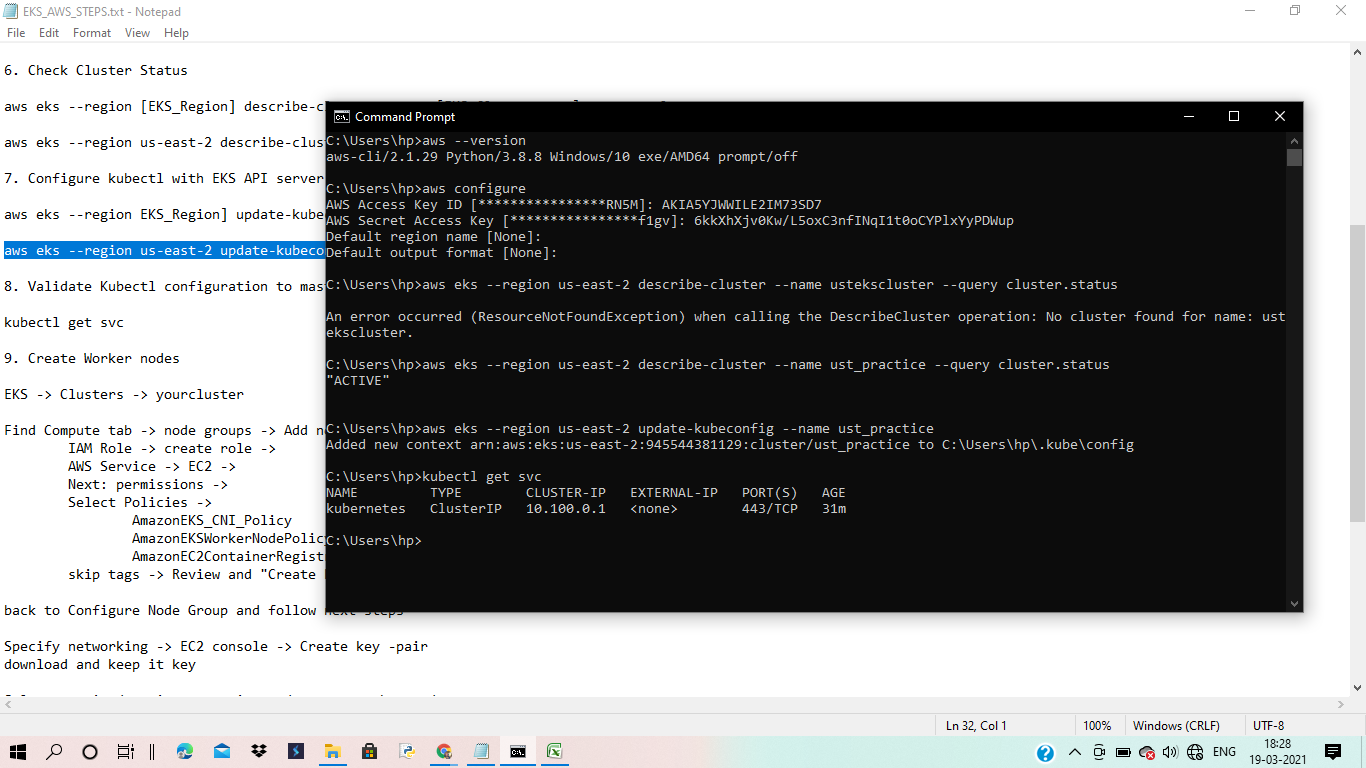 EKS_AWS_STEPS.txt - Notepad
File Edit Format View Help
6. Check Cluster Status
aws eks --region [EKS_Region]
aws eks --region us-east-2
7. Configure kubectl with EKS API server
aws eks --region EKS_Region]
aws eks --region us-east-2
8. Validate Kubectl configuration to
kubectl get svc
9. Create Worker nodes
EKS -> Clusters -> yourcluster
Find Compute tab -> node groups -> Add
IAM Role -> create role ->
AWS Service -> EC2 ->
Next: permissions ->
Select Policies ->
AmazonEKS_CNI_Policy
skip tags -> Review and "Create
back to Configure Node Group and follow next steps
Specify networking -> EC2 console -> Create key -pair
download and keep it key
Command Prompt
C:\Users\hp>aws --version
aws-cli/2.1.29 Python/3.8.8 Windows/10 exe/AMD64 prompt/off
C:\Users\hp>aws configure
AWS Access Key ID [****************RN5M]: AKIA5YJWWILE2IM73SD7
AWS Secret Access Key [****************f1gv]: 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
Default region name [None]:
Default output format [None]:
C:\Users\hp>aws eks --region us-east-2 describe-cluster --name ustekscluster --query cluster.status
An error occurred (ResourceNotFoundException) when calling the DescribeCluster operation: No cluster found for name: ust
ekscluster.
C:\Users\hp>aws eks --region us-east-2 describe-cluster --name ust_practice --query cluster.status
"ACTIVE"
C:\Users\hp>aws eks --region us-east-2 update-kubeconfig --name ust_practice
Added new context arn:aws:eks:us-east-2:945544381129:cluster/ust_practice to C:\Users\hp\.kube\config
C:\Users\hp>kubectl get svc
NAME TYPE CLUSTER-IP EXTERNAL-IP PORT(S) AGE
kubernetes ClusterIP 10.100.0.1 <none> 443/TCP 31m
C:\Users\hp>
Ln 32, Col 1 100% Windows (CRLF) UTF-8
ENG 18:28
19-03-2021